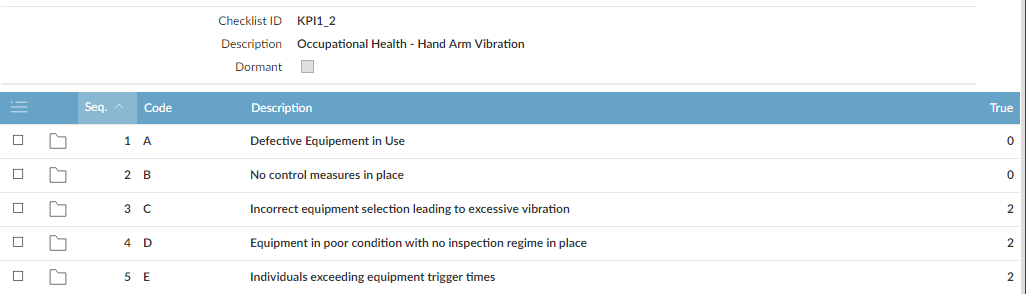 Checklist ID KPI1_2
Description Occupational Health - Hand Arm Vibration
Dormant
Seq. Code Description True
1 A Defective Equipement in Use 0
2 B No control measures in place 0
3 C Incorrect equipment selection leading to excessive vibration 2
4 D Equipment in poor condition with no inspection regime in place 2
5 E Individuals exceeding equipment trigger times 2